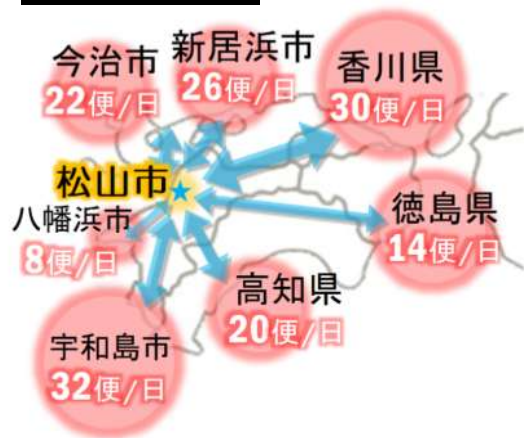 今治市
22便/日
新居浜市
26便/日
香川県
30便/日
松山市
八幡浜市
8便/日
徳島県
14便/日
高知県
20便/日
宇和島市
32便/日